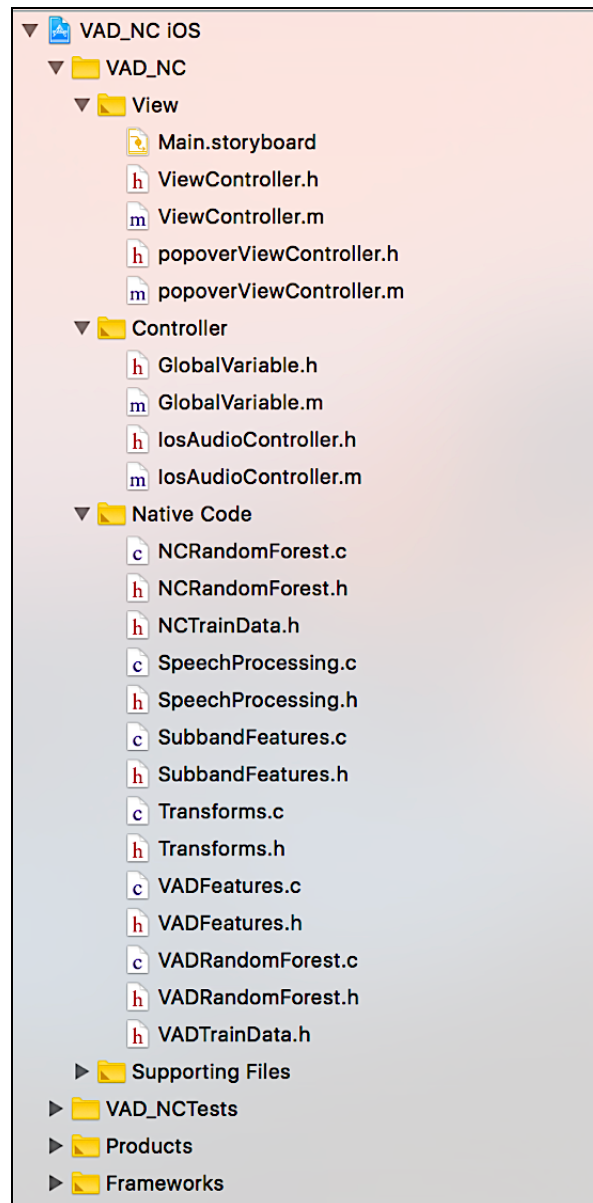 VAD_NC iOS
VAD_NC
View
Main.storyboard
h ViewController.h
m ViewController.m
h popoverViewController.h
m popoverViewController.m
Controller
h GlobalVariable.h
m GlobalVariable.m
h IosAudioController.h
m IosAudioController.m
Native Code
c NCRandomForest.c
h NCRandomForest.h
h NCTrainData.h
c SpeechProcessing.c
h SpeechProcessing.h
c SubbandFeatures.c
h SubbandFeatures.h
c Transforms.c
h Transforms.h
c VADFeatures.c
h VADFeatures.h
c VADRandomForest.c
h VADRandomForest.h
h VADTrainData.h
Supporting Files
VAD_NCTests
Products
Frameworks